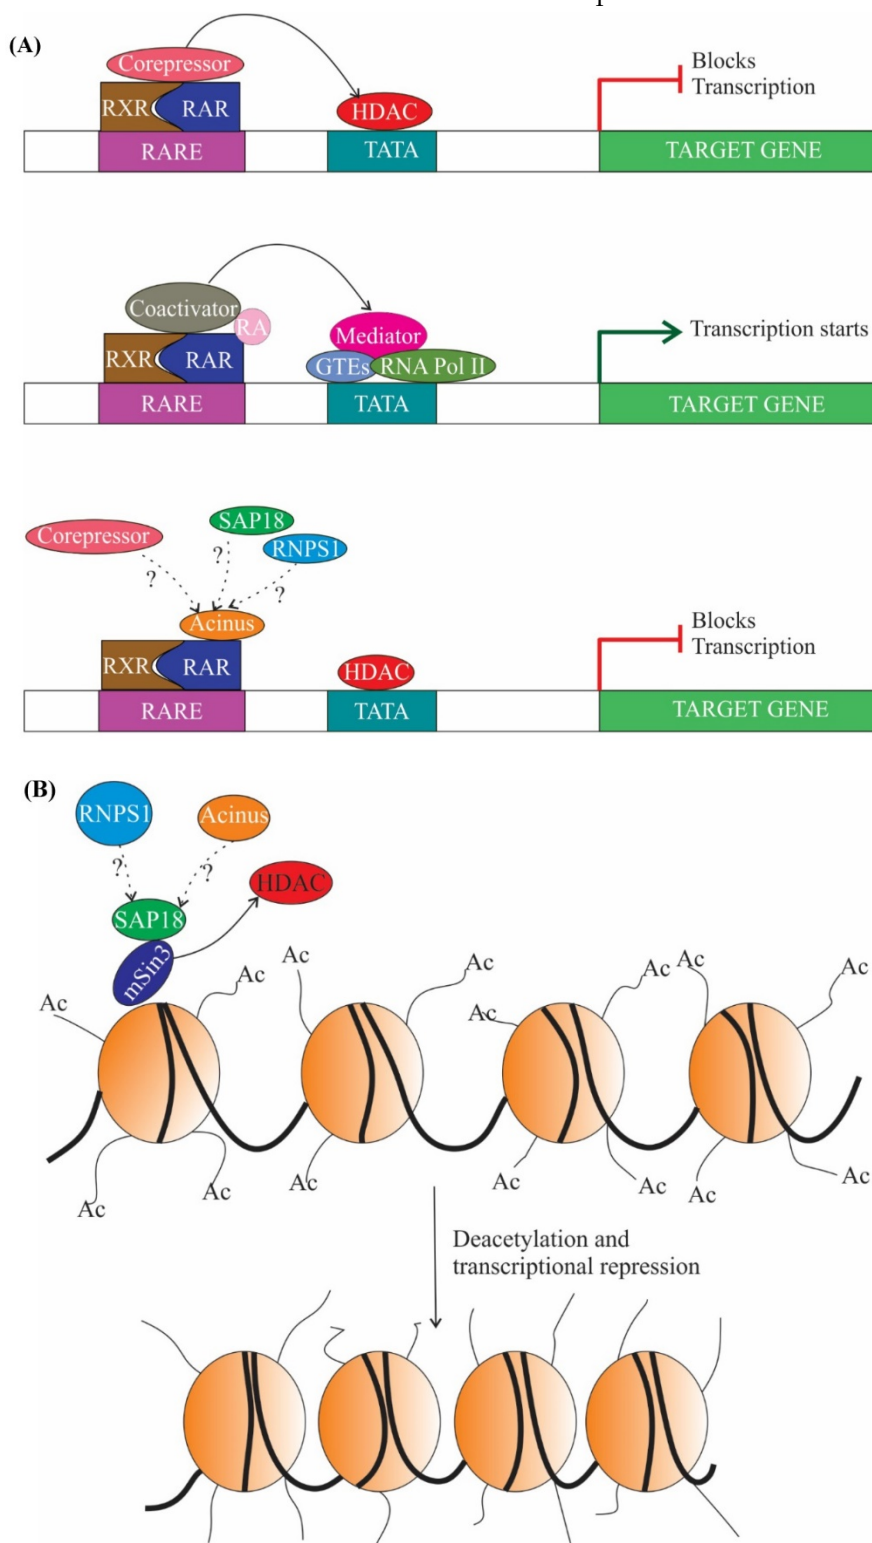 (A)
Corepressor
Blocks
Transcription
RXR RAR HDAC
RARE TATA TARGET GENE
Coactivator
RA
Mediator
Transcription starts
RXR RAR GTEs RNA Pol II
RARE TATA TARGET GENE
SAP18
Corepressor RNPS1
? ? ?
Acinus
Blocks
Transcription
RXR RAR HDAC
RARE TATA TARGET GENE
(B)
RNPS1 Acinus
? ?
HDAC
SAP18
mSin3
Ac Ac Ac Ac Ac Ac Ac Ac
Ac Ac Ac Ac Ac Ac Ac
Deacetylation and
transcriptional repression